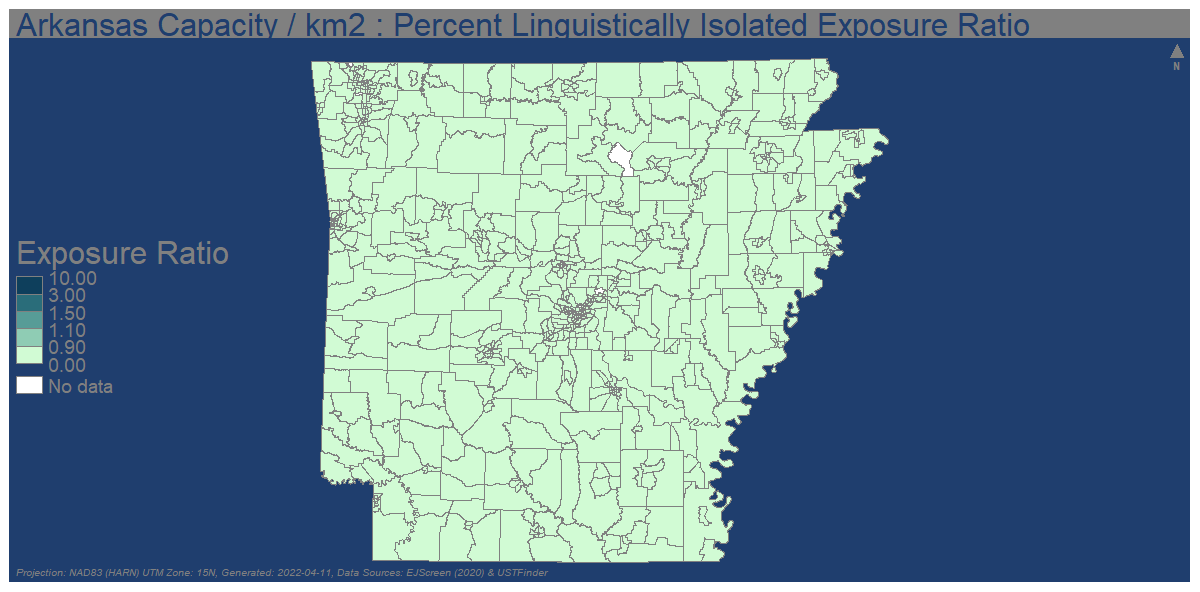 Arkansas Capacity / km2 : Percent Linguistically Isolated Exposure Ratio
N
Exposure Ratio
10.00
3.00
1.50
1.10
0.90
0.00
No data
Projection: NAD83 (HARN) UTM Zone: 15N, Generated: 2022-04-11, Data Sources: EJScreen (2020) & USTFinder